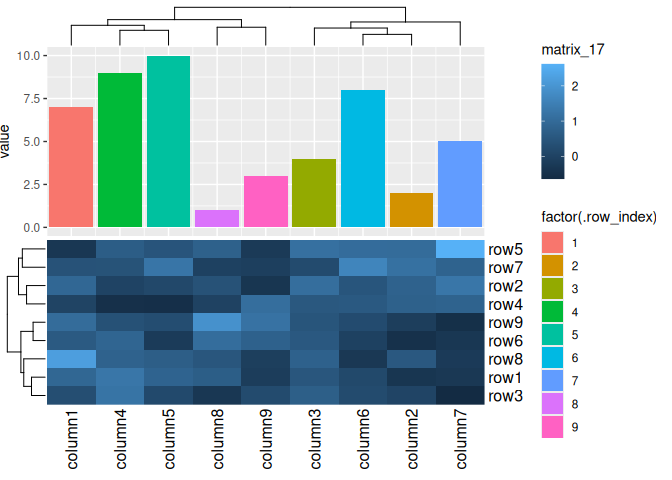 10.0
7.5
5.0
2.5
0.0
value
row5
row7
row2
row4
row9
row6
row8
row1
row3
column1
column4
column5
column8
column9
column3
column6
column2
column7
matrix_17
2
1
0
factor(.row_index)
1
2
3
4
5
6
7
8
9